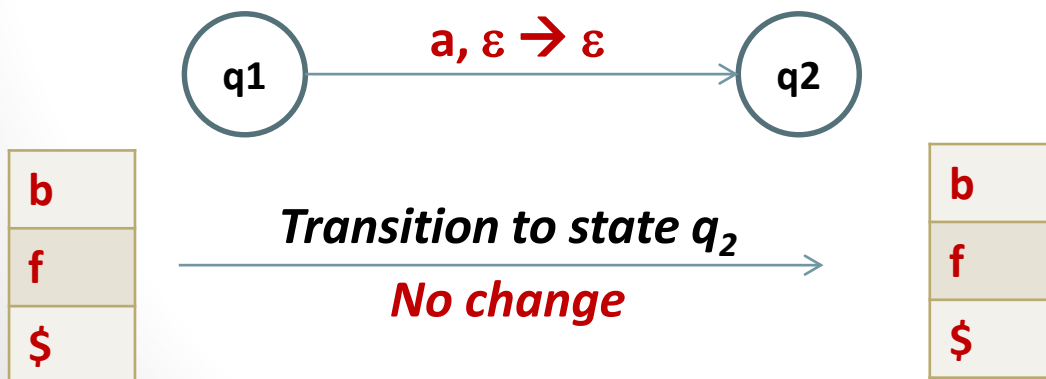 a, ε → ε
q1
q2
b
f
$
Transition to state q₂
No change
b
f
$